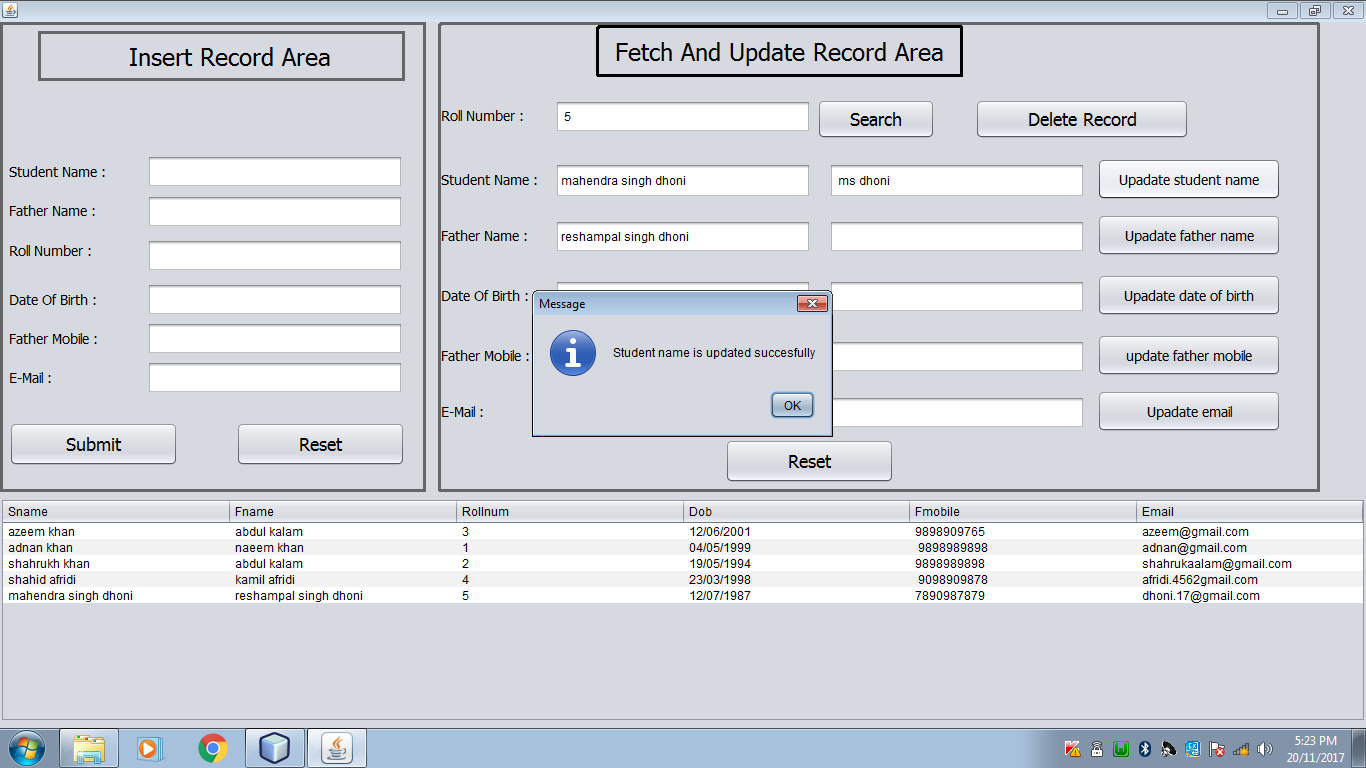 Insert Record Area
Student Name :
Father Name :
Roll Number :
Date Of Birth :
Father Mobile :
E-Mail :
Submit Reset
Fetch And Update Record Area
Roll Number : 5 Search Delete Record
Student Name : mahendra singh dhoni ms dhoni Upadate student name
Father Name : reshampal singh dhoni Upadate father name
Date Of Birth : Upadate date of birth
Father Mobile : update father mobile
E-Mail : Upadate email
Reset
Message
Student name is updated succesfully
OK
Sname Fname Rollnum Dob Fmobile Email
azeem khan abdul kalam 3 12/06/2001 9898909765 azeem@gmail.com
adnan khan naeem khan 1 04/05/1999 9898989898 adnan@gmail.com
shahrukh khan abdul kalam 2 19/05/1994 9898989898 shahrukaalam@gmail.com
shahid afridi kamil afridi 4 23/03/1998 9098909878 afridi.4562gmail.com
mahendra singh dhoni reshampal singh dhoni 5 12/07/1987 7890987879 dhoni.17@gmail.com
5:23 PM
20/11/2017